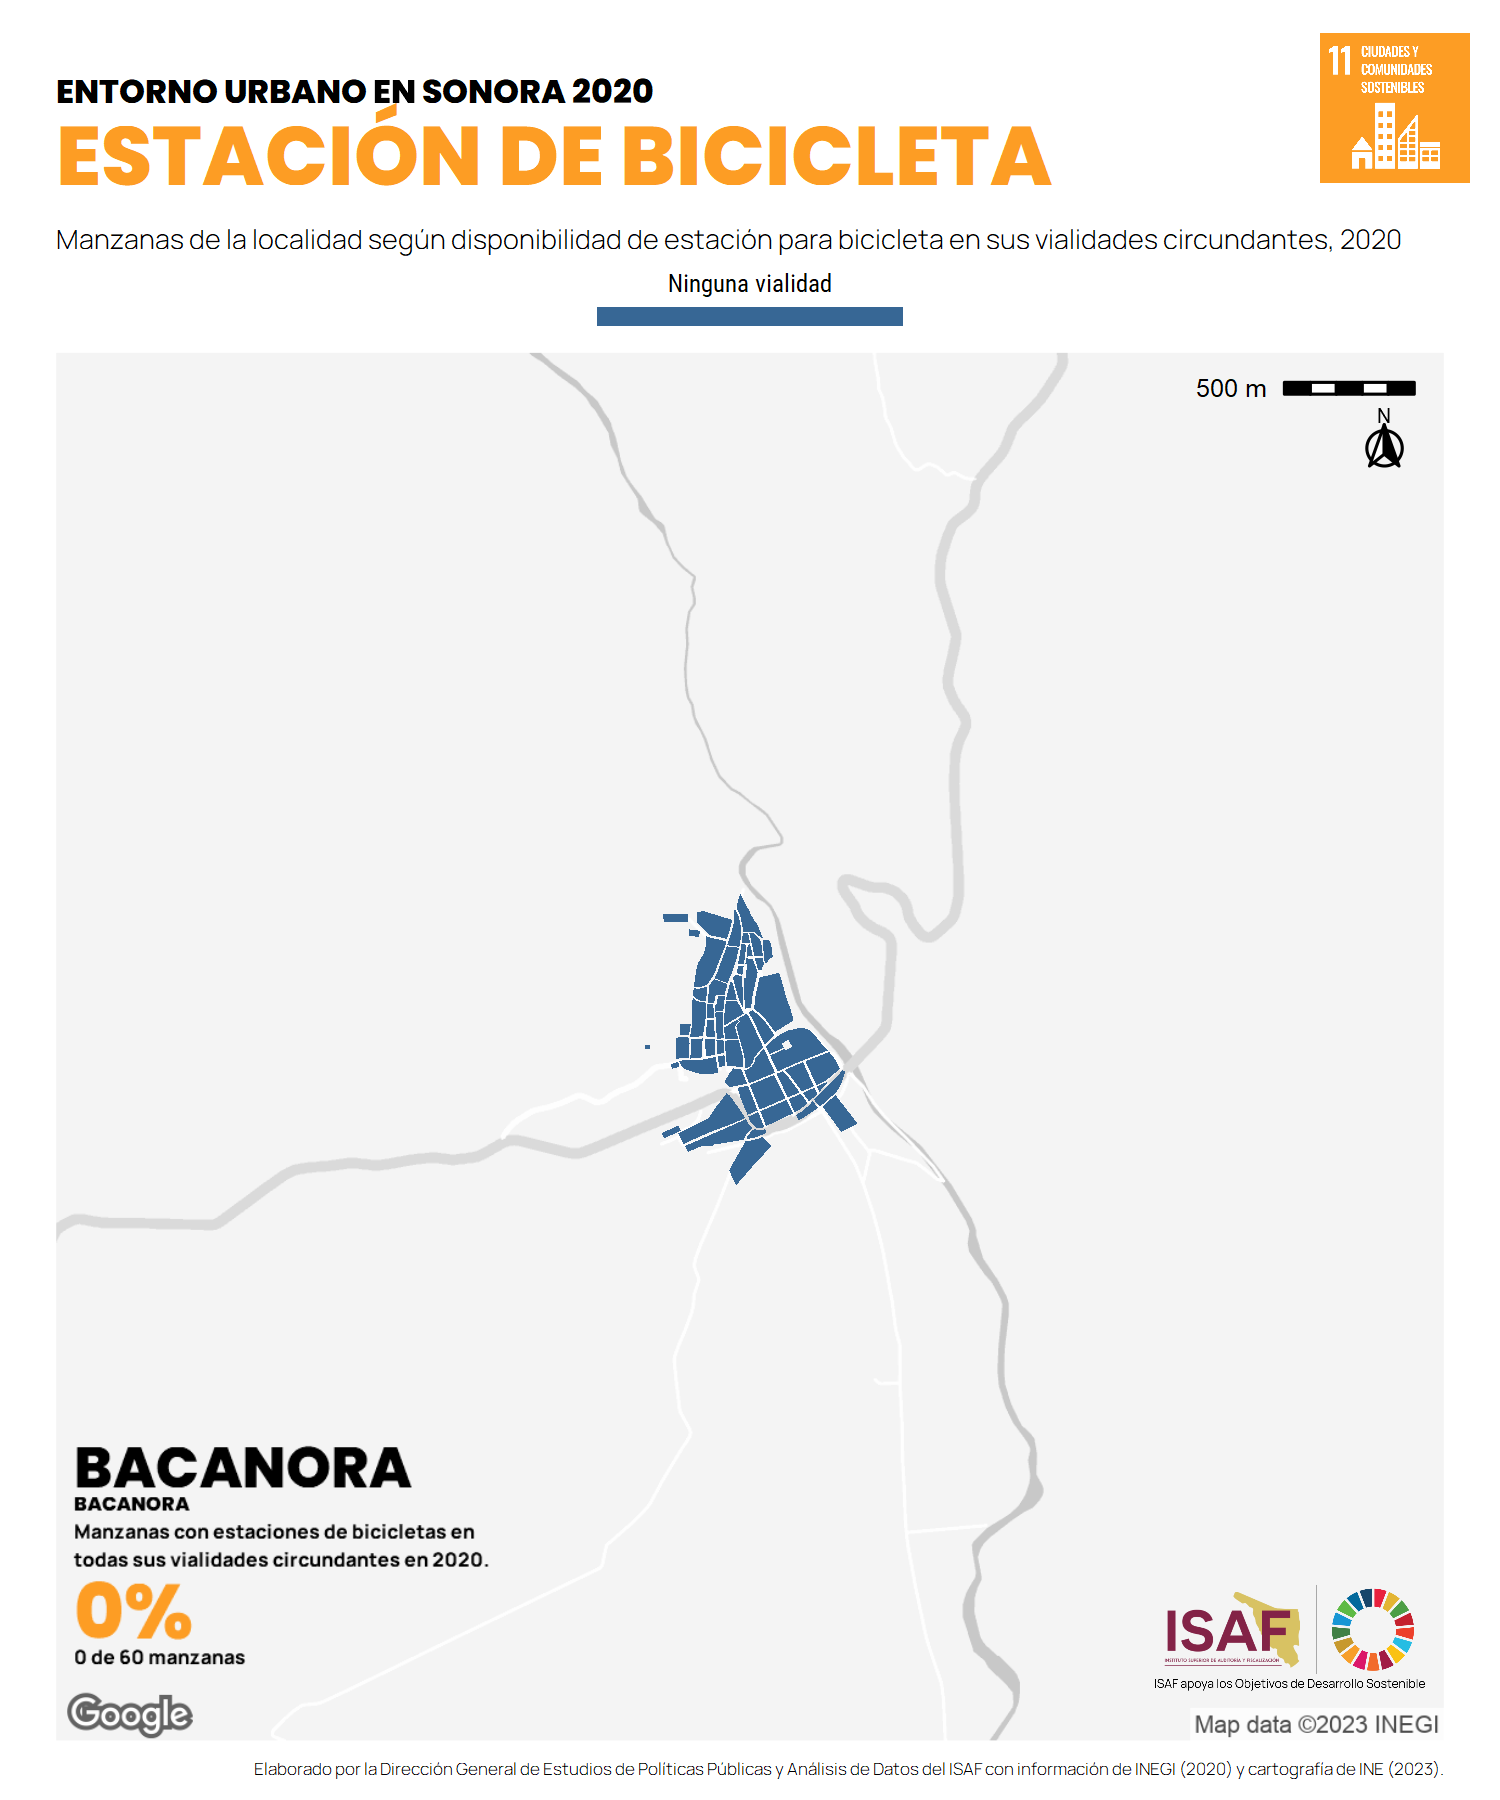 11 CIUDADES Y
COMUNIDADES
SOSTENIBLES
ENTORNO URBANO EN SONORA 2020
ESTACIÓN DE BICICLETA
Manzanas de la localidad según disponibilidad de estación para bicicleta en sus vialidades circundantes, 2020
Ninguna vialidad
500 m
N
BACANORA
BACANORA
Manzanas con estaciones de bicicletas en
todas sus vialidades circundantes en 2020.
0%
0 de 60 manzanas
Google
ISAF
INSTITUTO SUPERIOR DE AUDITORÍA Y FISCALIZACIÓN
ISAF apoya los Objetivos de Desarrollo Sostenible
Map data ©2023 INEGI
Elaborado por la Dirección General de Estudios de Políticas Públicas y Análisis de Datos del ISAF con información de INEGI (2020) y cartografía de INE (2023).